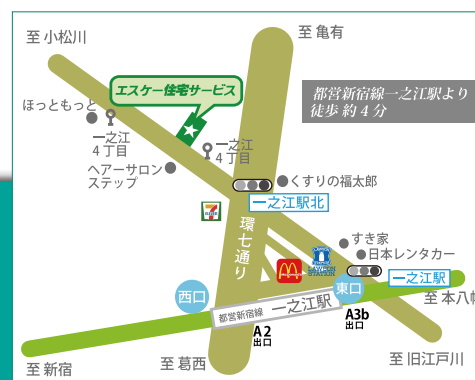 至 小松川
至 亀有
エスケー住宅サービス
都営新宿線一之江駅より
徒歩 約 4 分
ほっともっと
一之江
4丁目
一之江
4丁目
ヘアーサロン
ステップ
くすりの福太郎
一之江駅北
7
環七通り
すき家
日本レンタカー
LAWSON
STATION
一之江駅
西口
東口
至 本八幡
都営新宿線 一之江駅
A2
出口
A3b
出口
至 新宿
至 葛西
至 旧江戸川